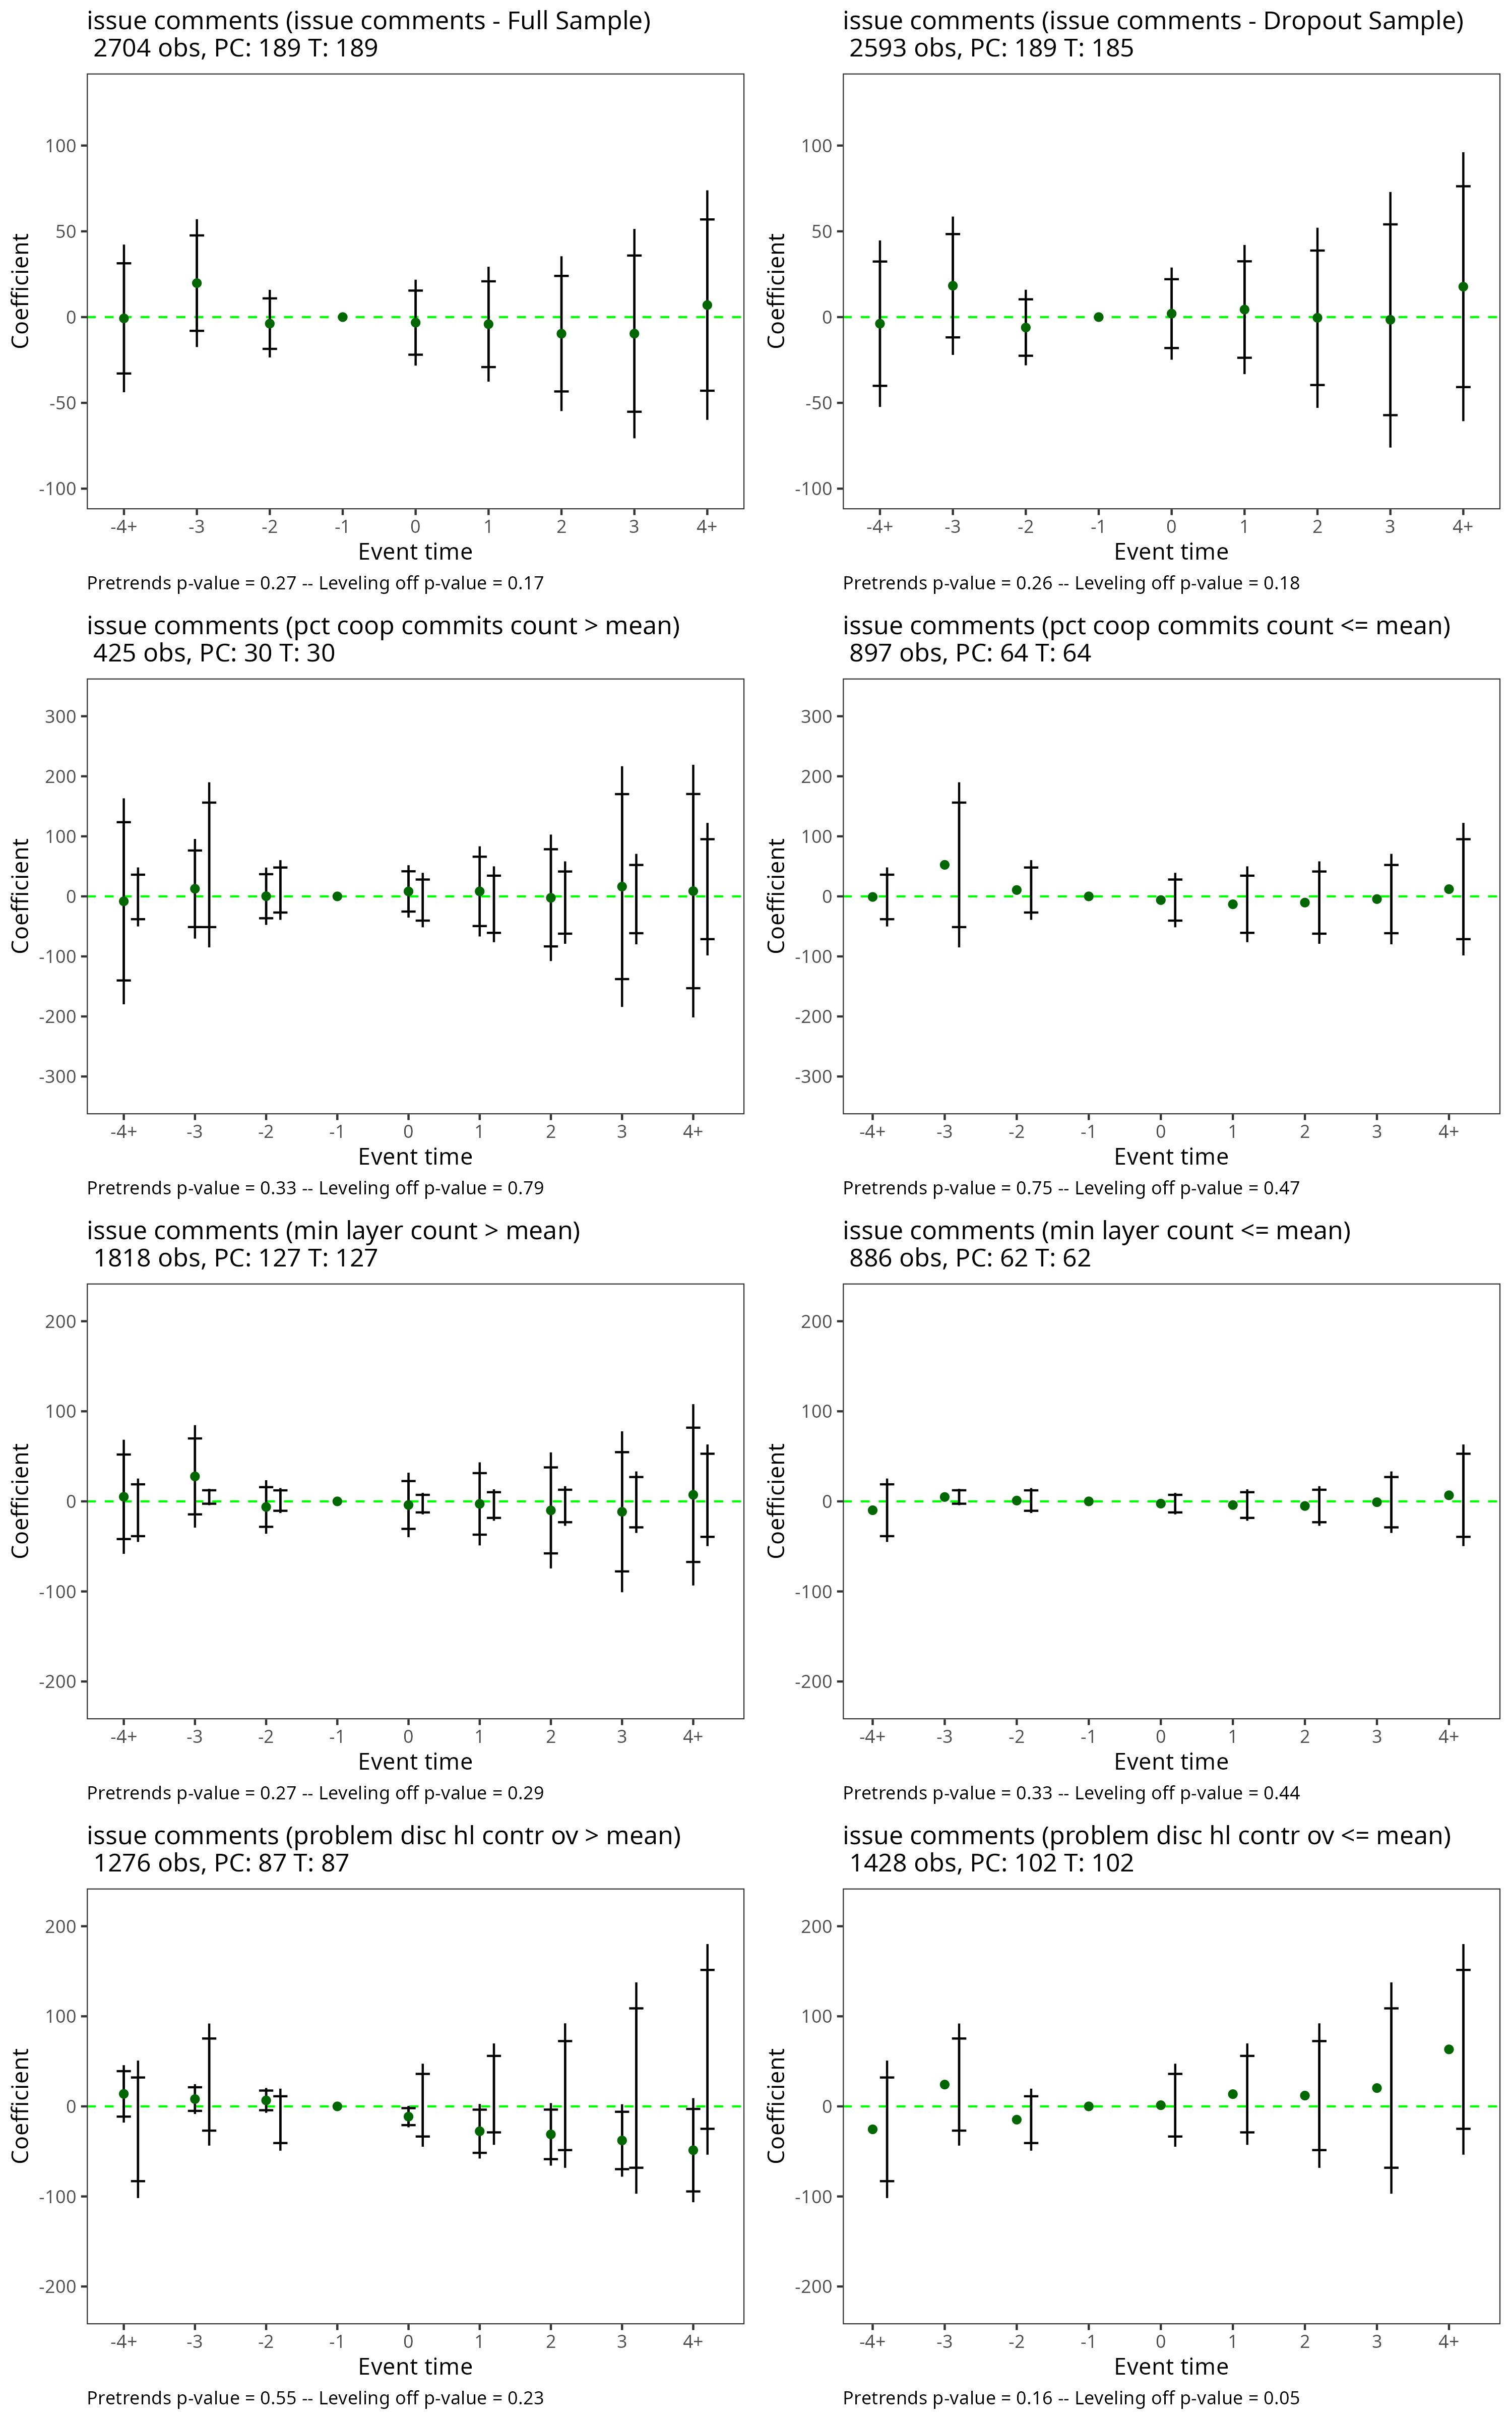 issue comments (issue comments - Full Sample)
2704 obs, PC: 189 T: 189
100
50
0
-50
-100
Coefficient
-4+ -3 -2 -1 0 1 2 3 4+
Event time
Pretrends p-value = 0.27 -- Leveling off p-value = 0.17
issue comments (issue comments - Dropout Sample)
2593 obs, PC: 189 T: 185
100
50
0
-50
-100
Coefficient
-4+ -3 -2 -1 0 1 2 3 4+
Event time
Pretrends p-value = 0.26 -- Leveling off p-value = 0.18
issue comments (pct coop commits count > mean)
425 obs, PC: 30 T: 30
300
200
100
0
-100
-200
-300
Coefficient
-4+ -3 -2 -1 0 1 2 3 4+
Event time
Pretrends p-value = 0.33 -- Leveling off p-value = 0.79
issue comments (pct coop commits count <= mean)
897 obs, PC: 64 T: 64
300
200
100
0
-100
-200
-300
Coefficient
-4+ -3 -2 -1 0 1 2 3 4+
Event time
Pretrends p-value = 0.75 -- Leveling off p-value = 0.47
issue comments (min layer count > mean)
1818 obs, PC: 127 T: 127
200
100
0
-100
-200
Coefficient
-4+ -3 -2 -1 0 1 2 3 4+
Event time
Pretrends p-value = 0.27 -- Leveling off p-value = 0.29
issue comments (min layer count <= mean)
886 obs, PC: 62 T: 62
200
100
0
-100
-200
Coefficient
-4+ -3 -2 -1 0 1 2 3 4+
Event time
Pretrends p-value = 0.33 -- Leveling off p-value = 0.44
issue comments (problem disc hl contr ov > mean)
1276 obs, PC: 87 T: 87
200
100
0
-100
-200
Coefficient
-4+ -3 -2 -1 0 1 2 3 4+
Event time
Pretrends p-value = 0.55 -- Leveling off p-value = 0.23
issue comments (problem disc hl contr ov <= mean)
1428 obs, PC: 102 T: 102
200
100
0
-100
-200
Coefficient
-4+ -3 -2 -1 0 1 2 3 4+
Event time
Pretrends p-value = 0.16 -- Leveling off p-value = 0.05